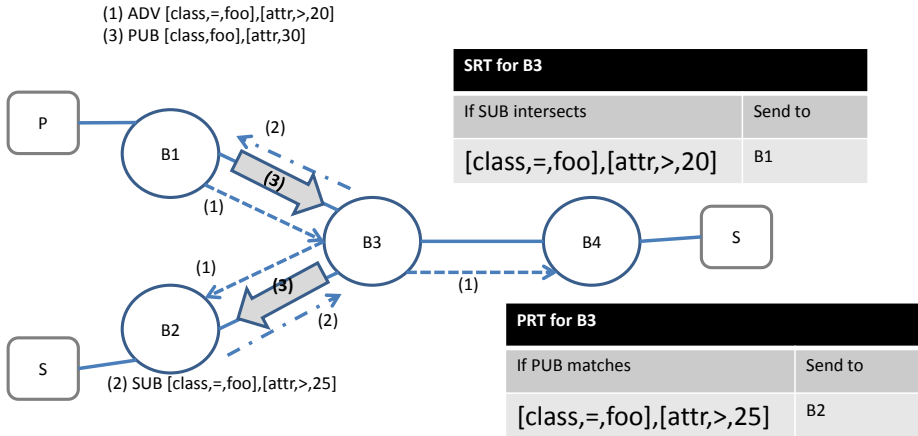 (1) ADV [class,=,foo],[attr,>,20]
(3) PUB [class,foo],[attr,30]
SRT for B3
If SUB intersects Send to
[class,=,foo],[attr,>,20] B1
P
B1
(2)
(3)
(1)
B3
B4
S
(1)
(3)
(1)
B2
(2)
S
(2) SUB [class,=,foo],[attr,>,25]
PRT for B3
If PUB matches Send to
[class,=,foo],[attr,>,25] B2